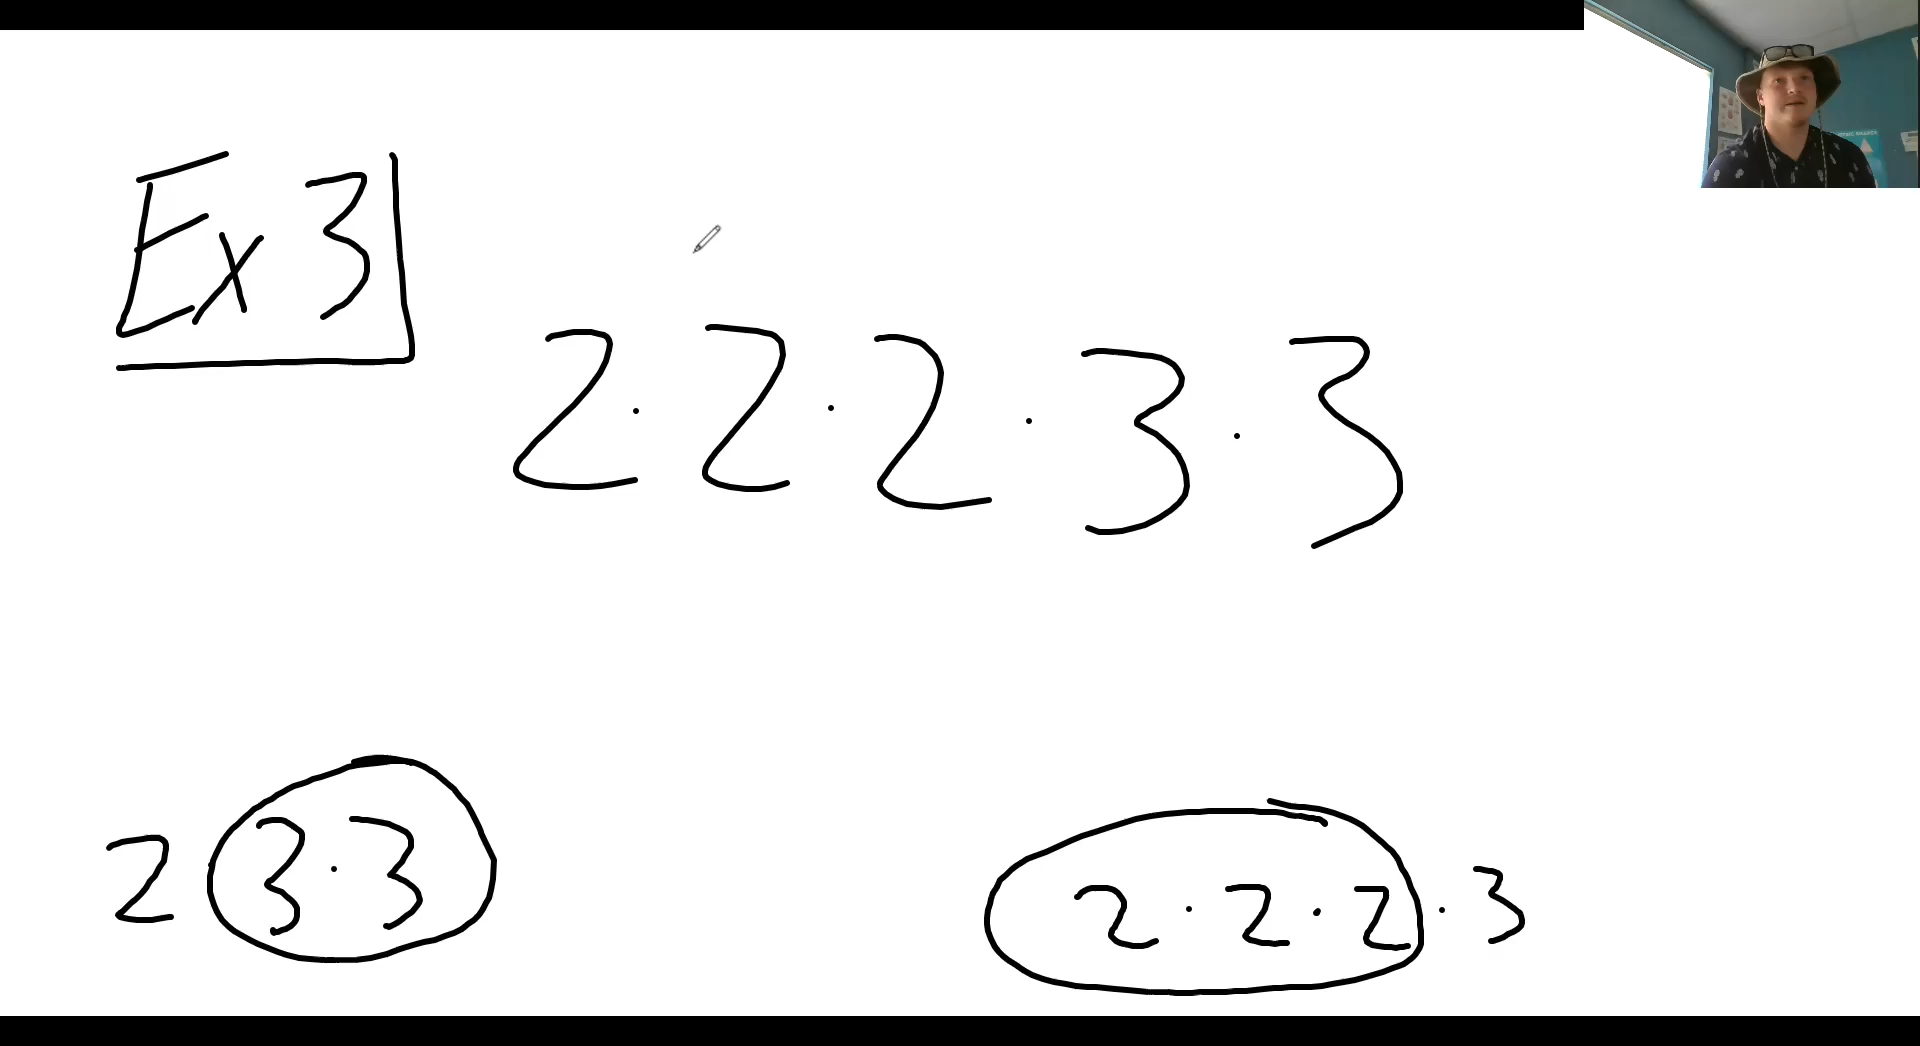 Ex 3
2 · 2 · 2 · 3 · 3
2 3 · 3
2 · 2 · 2 · 3